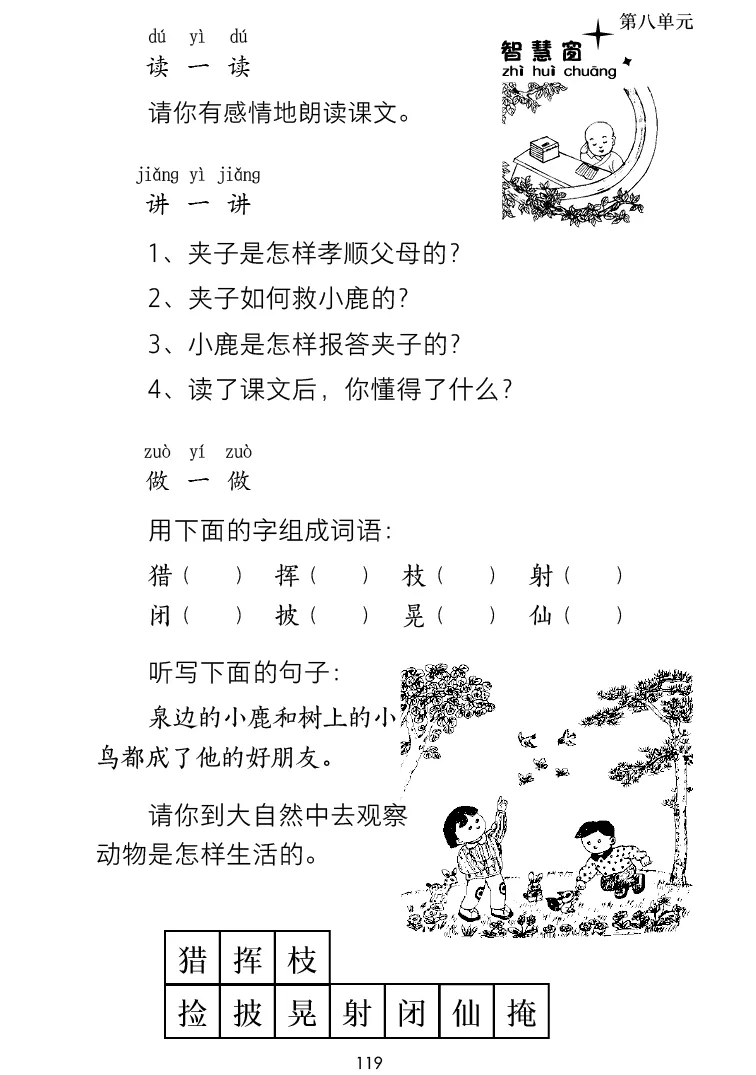 第八单元
智慧窗
zhì huì chuāng
dú yì dú
读一读
请你有感情地朗读课文。
jiǎng yì jiǎng
讲一讲
1、夹子是怎样孝顺父母的？
2、夹子如何救小鹿的？
3、小鹿是怎样报答夹子的？
4、读了课文后，你懂得了什么？
zuò yí zuò
做一做
用下面的字组成词语：
猎（ ） 挥（ ） 枝（ ） 射（ ）
闭（ ） 披（ ） 晃（ ） 仙（ ）
听写下面的句子：
泉边的小鹿和树上的小
鸟都成了他的好朋友。
请你到大自然中去观察
动物是怎样生活的。
猎 挥 枝
捡 披 晃 射 闭 仙 掩
119